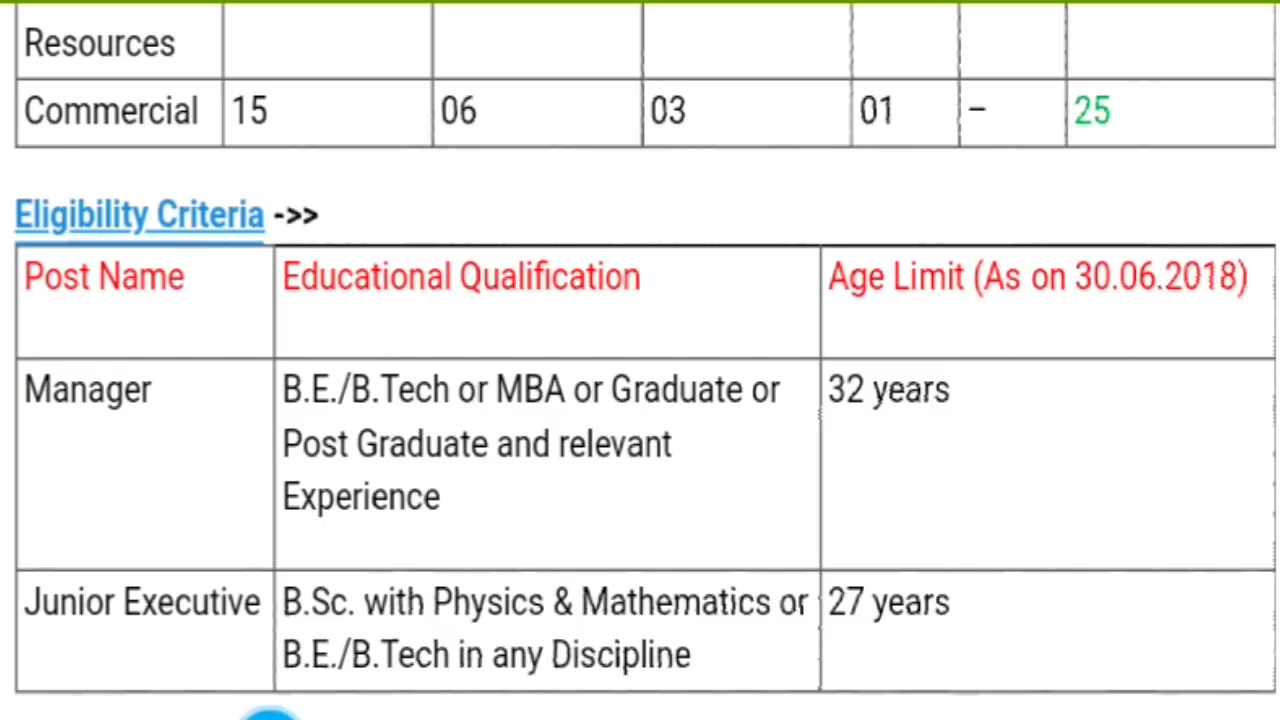 Resources
Commercial 15 06 03 01 – 25
Eligibility Criteria ->>
Post Name Educational Qualification Age Limit (As on 30.06.2018)
Manager B.E./B.Tech or MBA or Graduate or 32 years
Post Graduate and relevant
Experience
Junior Executive B.Sc. with Physics & Mathematics or 27 years
B.E./B.Tech in any Discipline